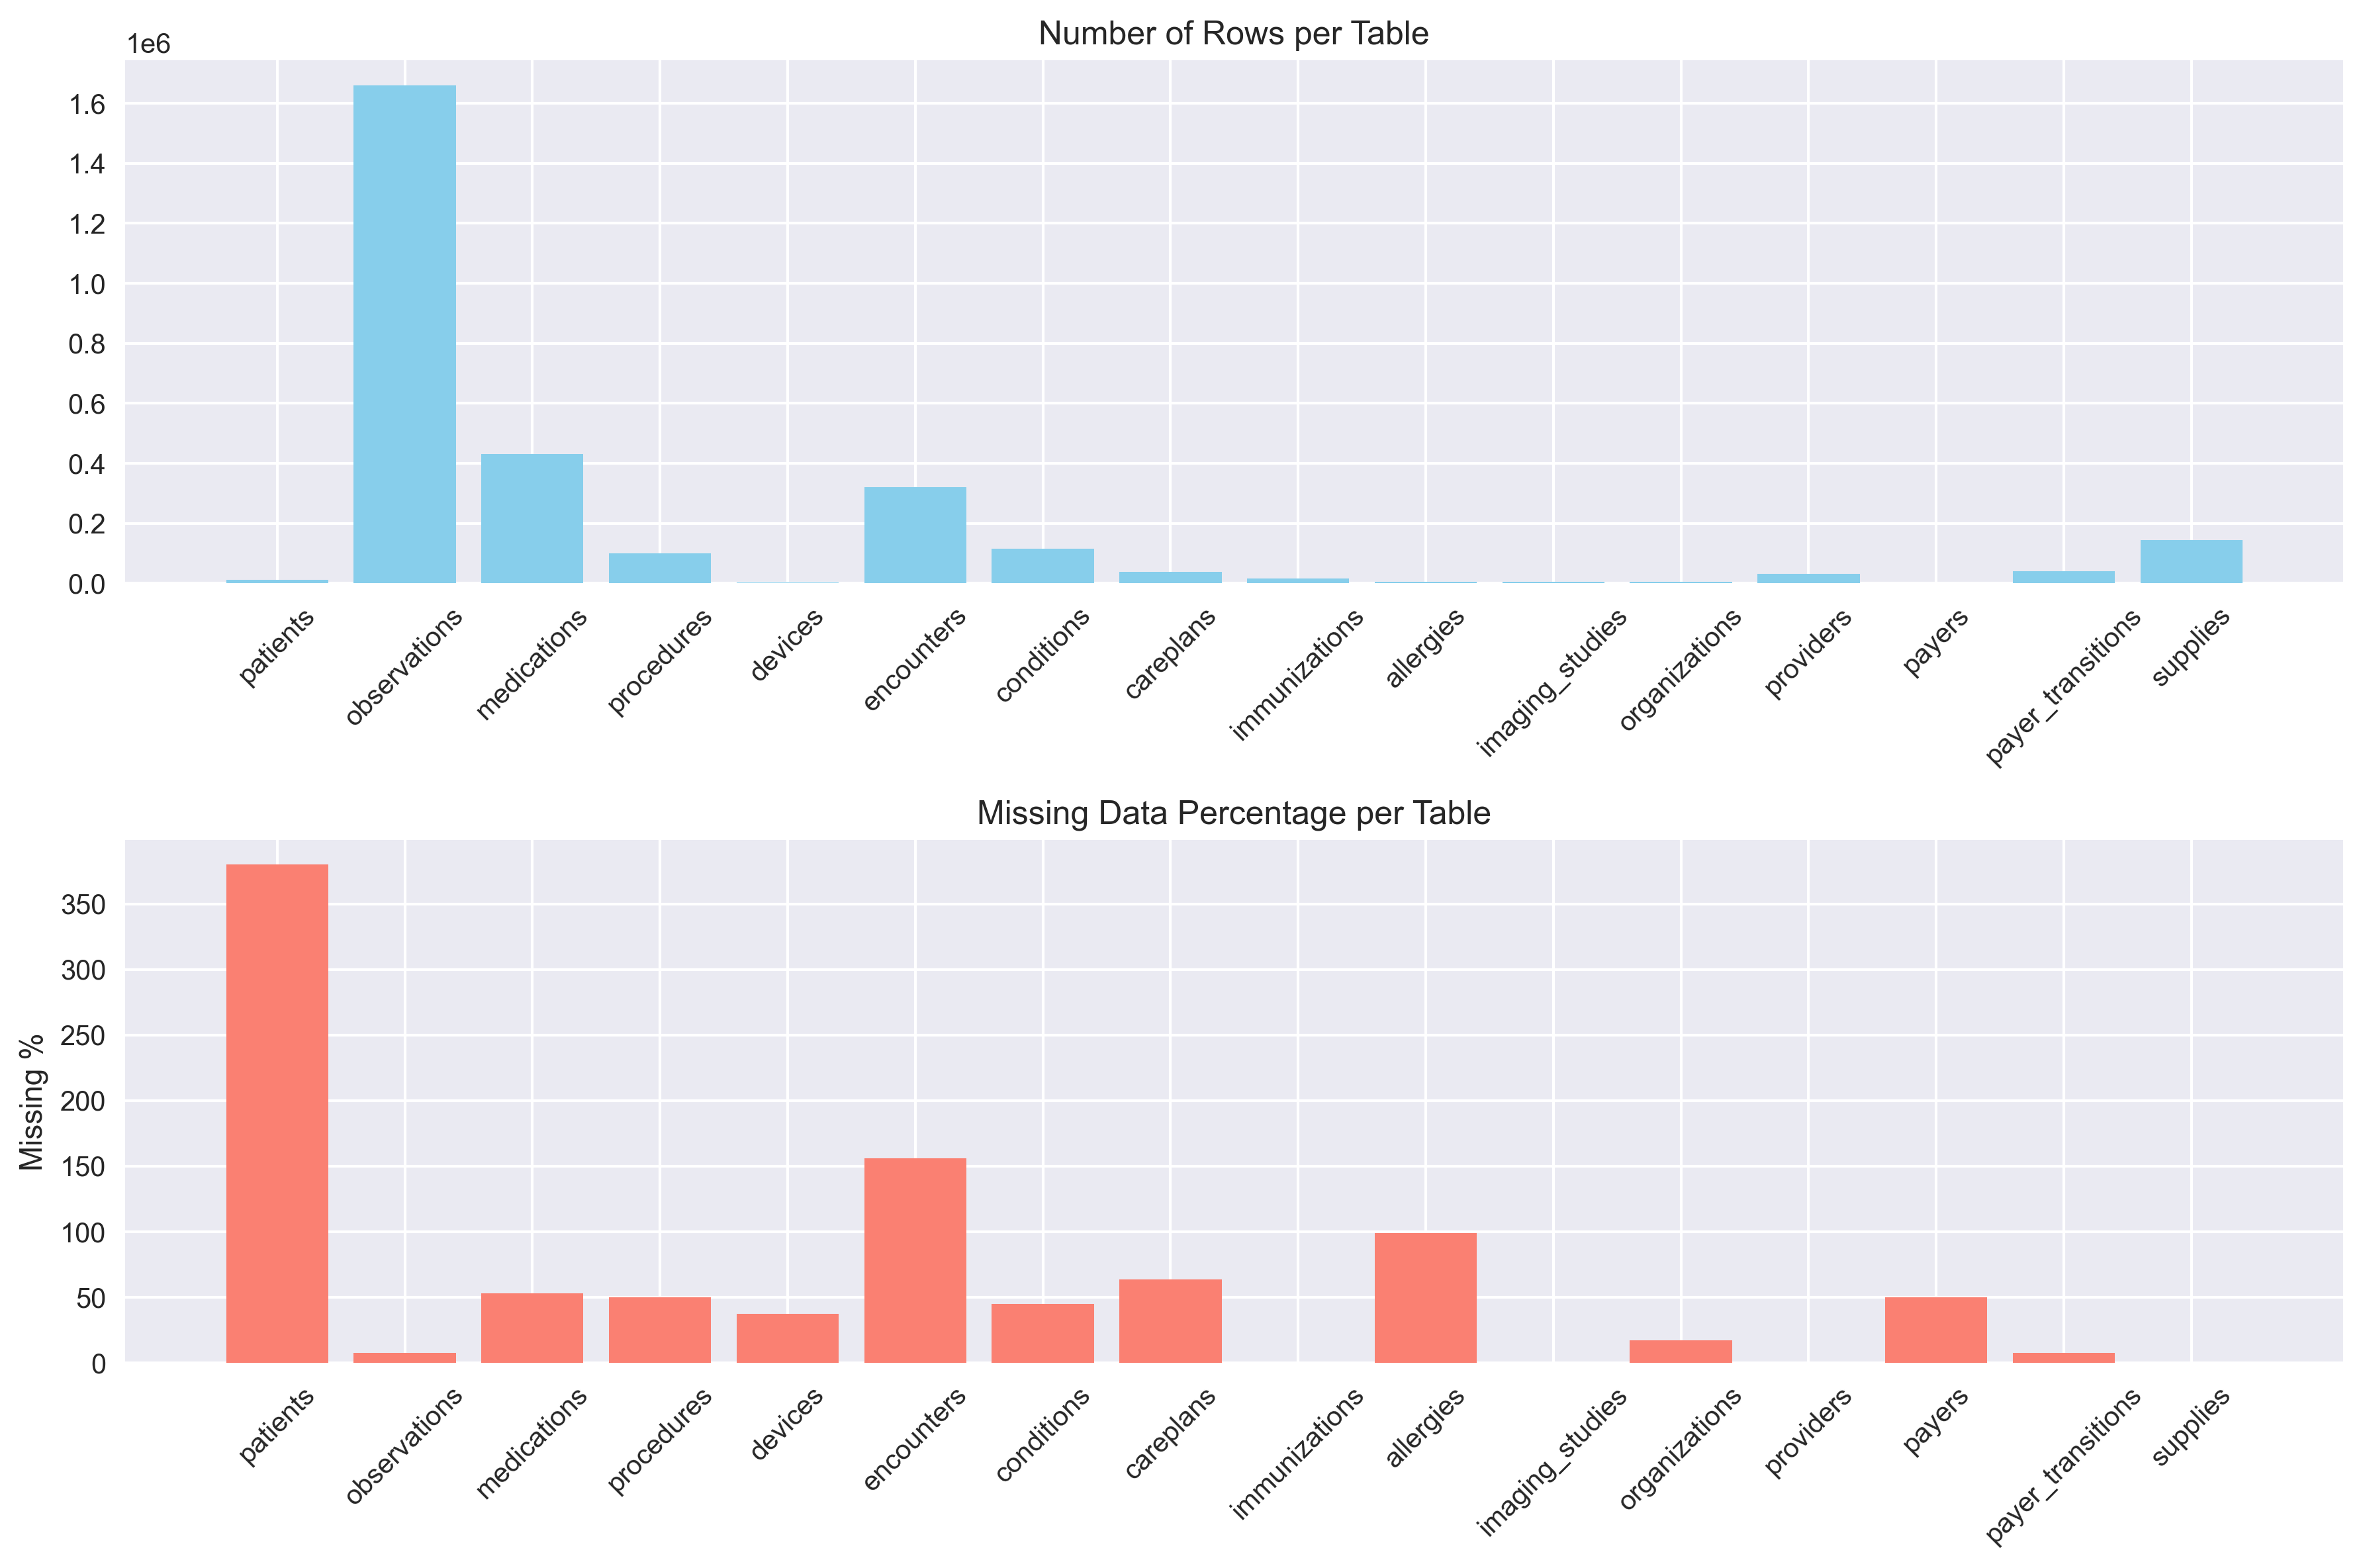 Number of Rows per Table
1e6
1.6
1.4
1.2
1.0
0.8
0.6
0.4
0.2
0.0
patients
observations
medications
procedures
devices
encounters
conditions
careplans
immunizations
allergies
imaging_studies
organizations
providers
payers
payer_transitions
supplies
Missing Data Percentage per Table
Missing %
350
300
250
200
150
100
50
0
patients
observations
medications
procedures
devices
encounters
conditions
careplans
immunizations
allergies
imaging_studies
organizations
providers
payers
payer_transitions
supplies